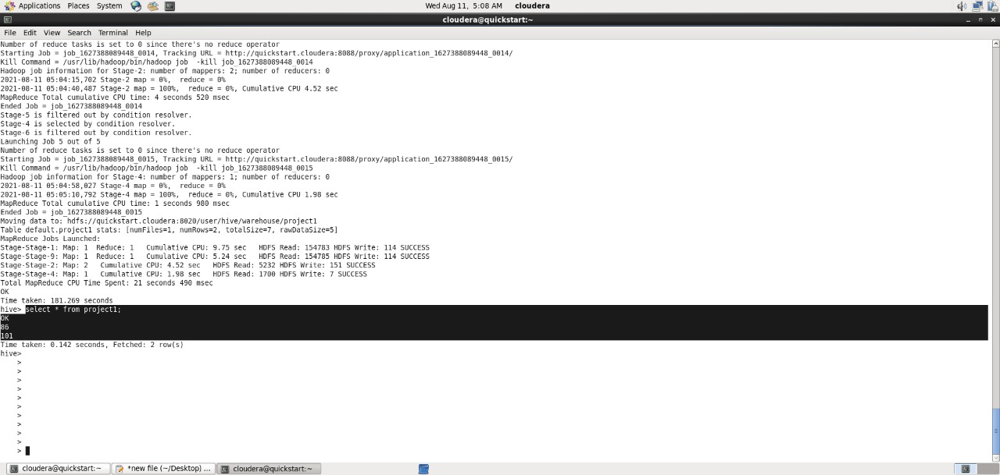 Applications Places System Wed Aug 11, 5:08 AM cloudera
cloudera@quickstart:~
File Edit View Search Terminal Help
Number of reduce tasks is set to 0 since there's no reduce operator
Starting Job = job_1627388089448_0014, Tracking URL = http://quickstart.cloudera:8088/proxy/application_1627388089448_0014/
Kill Command = /usr/lib/hadoop/bin/hadoop job  -kill job_1627388089448_0014
Hadoop job information for Stage-2: number of mappers: 2; number of reducers: 0
2021-08-11 05:04:15,702 Stage-2 map = 0%,  reduce = 0%
2021-08-11 05:04:40,487 Stage-2 map = 100%,  reduce = 0%, Cumulative CPU 4.52 sec
MapReduce Total cumulative CPU time: 4 seconds 520 msec
Ended Job = job_1627388089448_0014
Stage-5 is filtered out by condition resolver.
Stage-4 is selected by condition resolver.
Stage-6 is filtered out by condition resolver.
Launching Job 5 out of 5
Number of reduce tasks is set to 0 since there's no reduce operator
Starting Job = job_1627388089448_0015, Tracking URL = http://quickstart.cloudera:8088/proxy/application_1627388089448_0015/
Kill Command = /usr/lib/hadoop/bin/hadoop job  -kill job_1627388089448_0015
Hadoop job information for Stage-4: number of mappers: 1; number of reducers: 0
2021-08-11 05:04:58,027 Stage-4 map = 0%,  reduce = 0%
2021-08-11 05:05:10,792 Stage-4 map = 100%,  reduce = 0%, Cumulative CPU 1.98 sec
MapReduce Total cumulative CPU time: 1 seconds 980 msec
Ended Job = job_1627388089448_0015
Moving data to: hdfs://quickstart.cloudera:8020/user/hive/warehouse/project1
Table default.project1 stats: [numFiles=1, numRows=2, totalSize=7, rawDataSize=5]
MapReduce Jobs Launched:
Stage-Stage-1: Map: 1  Reduce: 1   Cumulative CPU: 9.75 sec   HDFS Read: 154783 HDFS Write: 114 SUCCESS
Stage-Stage-9: Map: 1  Reduce: 1   Cumulative CPU: 5.24 sec   HDFS Read: 154785 HDFS Write: 114 SUCCESS
Stage-Stage-2: Map: 2   Cumulative CPU: 4.52 sec   HDFS Read: 5232 HDFS Write: 151 SUCCESS
Stage-Stage-4: Map: 1   Cumulative CPU: 1.98 sec   HDFS Read: 1700 HDFS Write: 7 SUCCESS
Total MapReduce CPU Time Spent: 21 seconds 490 msec
OK
Time taken: 181.269 seconds
hive> select * from project1;
OK
86
101
Time taken: 0.142 seconds, Fetched: 2 row(s)
hive>
>
>
>
>
>
>
>
>
>
>
>
cloudera@quickstart:~ *new file (~/Desktop) ... cloudera@quickstart:~